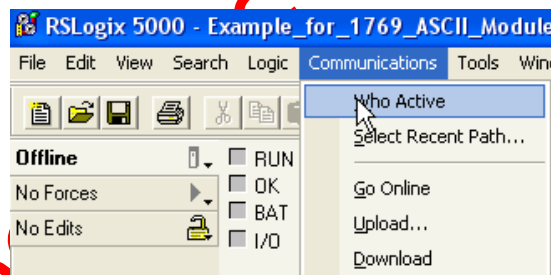 RSLogix 5000 - Example_for_1769_ASCII_Module
File Edit View Search Logic Communications Tools Win
Who Active
Select Recent Path...
Offline RUN
No Forces OK
Go Online
BAT
No Edits
Upload...
I/O
Download